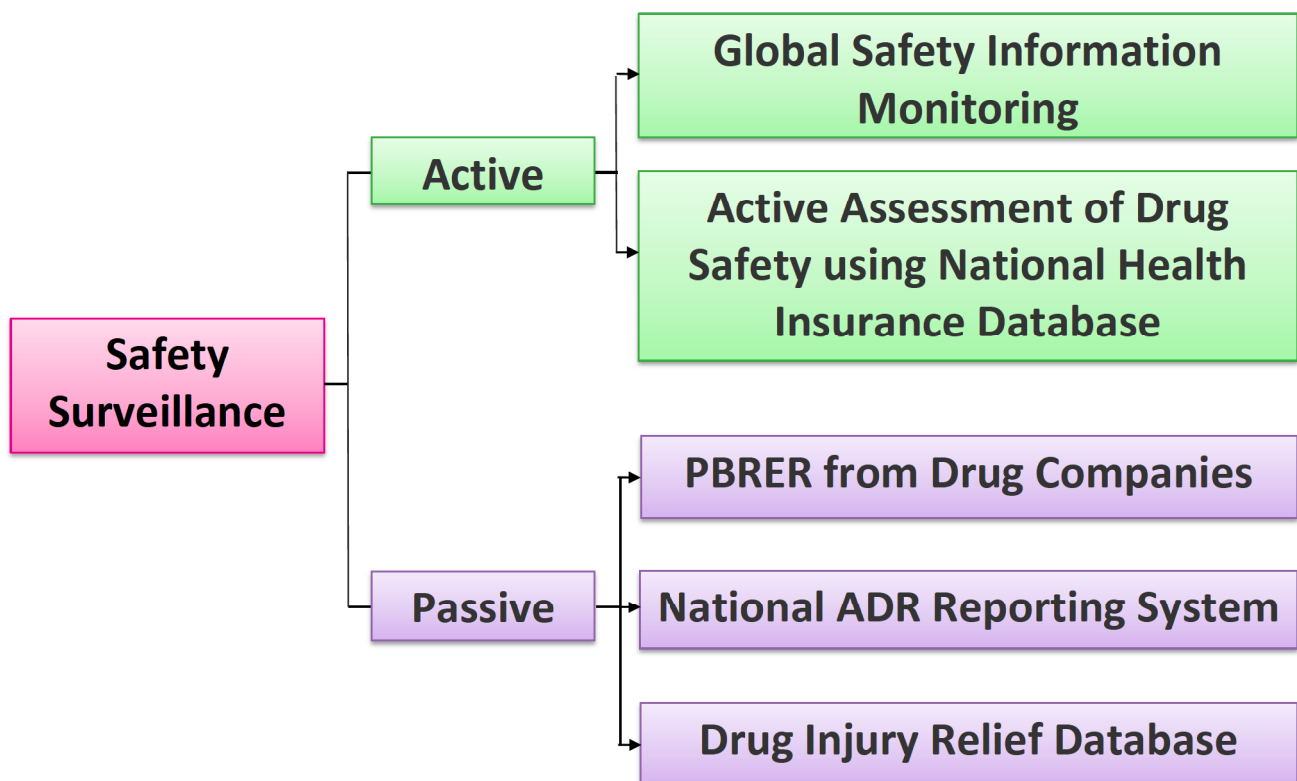 Global Safety Information
Monitoring
Active
Active Assessment of Drug
Safety using National Health
Insurance Database
Safety
Surveillance
PBRER from Drug Companies
Passive
National ADR Reporting System
Drug Injury Relief Database